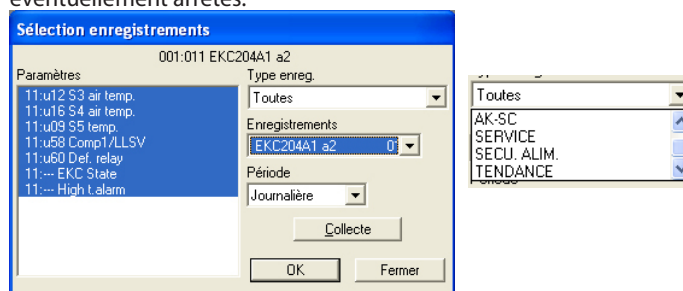 éventuellement arrêtés.
Sélection enregistrements
001:011 EKC204A1 a2
Paramètres
11:u12 S3 air temp.
11:u16 S4 air temp.
11:u09 S5 temp.
11:u58 Comp1/LLSV
11:u60 Def. relay
11:--- EKC State
11:--- High t.alarm
Type enreg.
Toutes
Enregistrements
EKC204A1 a2
Période
Journalière
Collecte
OK
Fermer
Toutes
AK-SC
SERVICE
SECU. ALIM.
TENDANCE